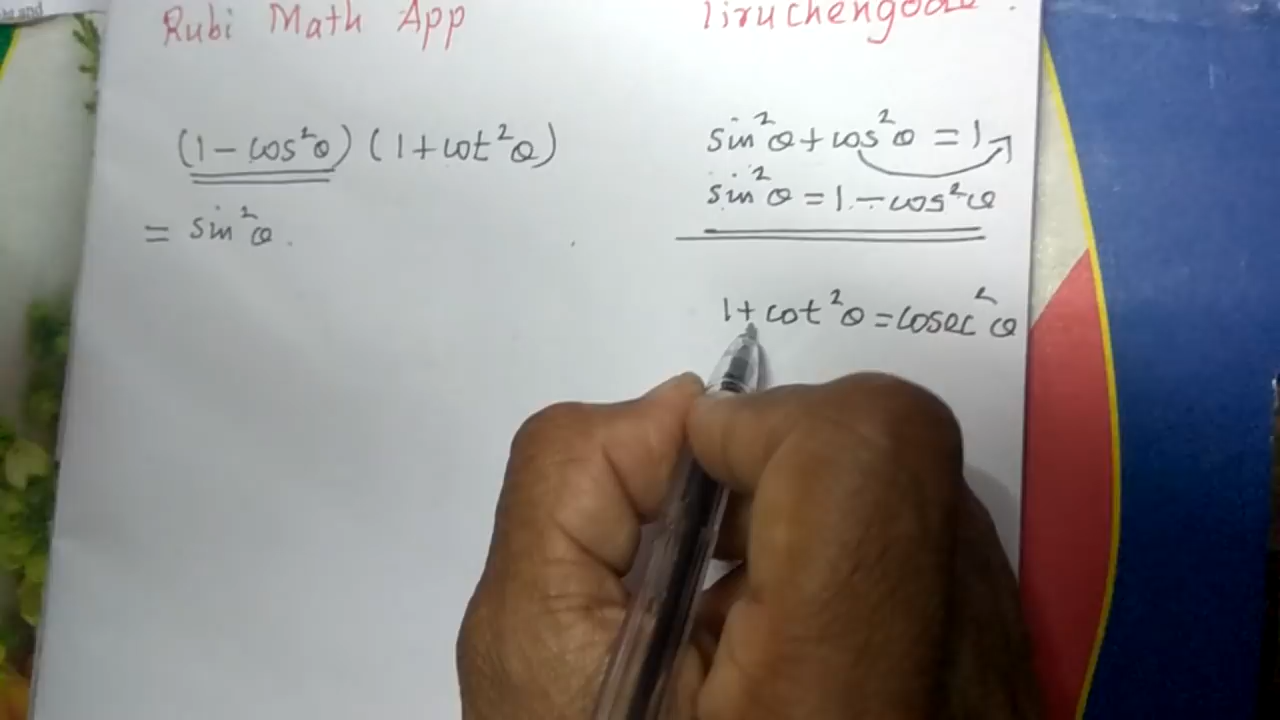 Rubi Math App
Tiruchengode.
(1 - cos²θ) (1 + cot²θ)
= sin²θ.
sin²θ + cos²θ = 1
sin²θ = 1 - cos²θ
1 + cot²θ = cosec²θ